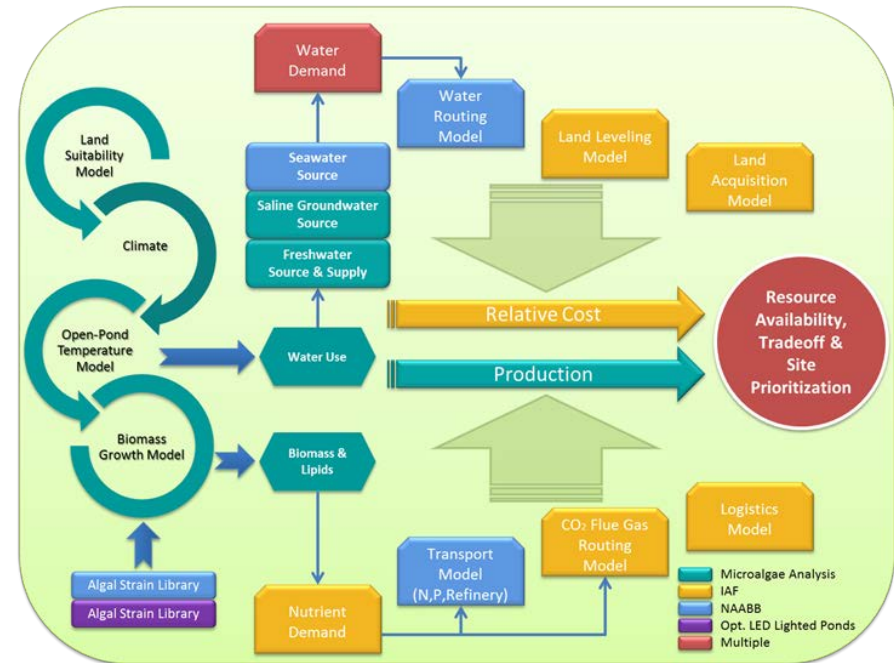 Land
Suitability
Model
Climate
Open-Pond
Temperature
Model
Biomass
Growth Model
Algal Strain Library
Algal Strain Library
Water
Demand
Seawater
Source
Saline Groundwater
Source
Freshwater
Source & Supply
Water Use
Biomass &
Lipids
Nutrient
Demand
Water
Routing
Model
Land Leveling
Model
Land
Acquisition
Model
Relative Cost
Production
Resource
Availability,
Tradeoff &
Site
Prioritization
Transport
Model
(N,P,Refinery)
CO₂ Flue Gas
Routing
Model
Logistics
Model
Microalgae Analysis
IAF
NAABB
Opt. LED Lighted Ponds
Multiple